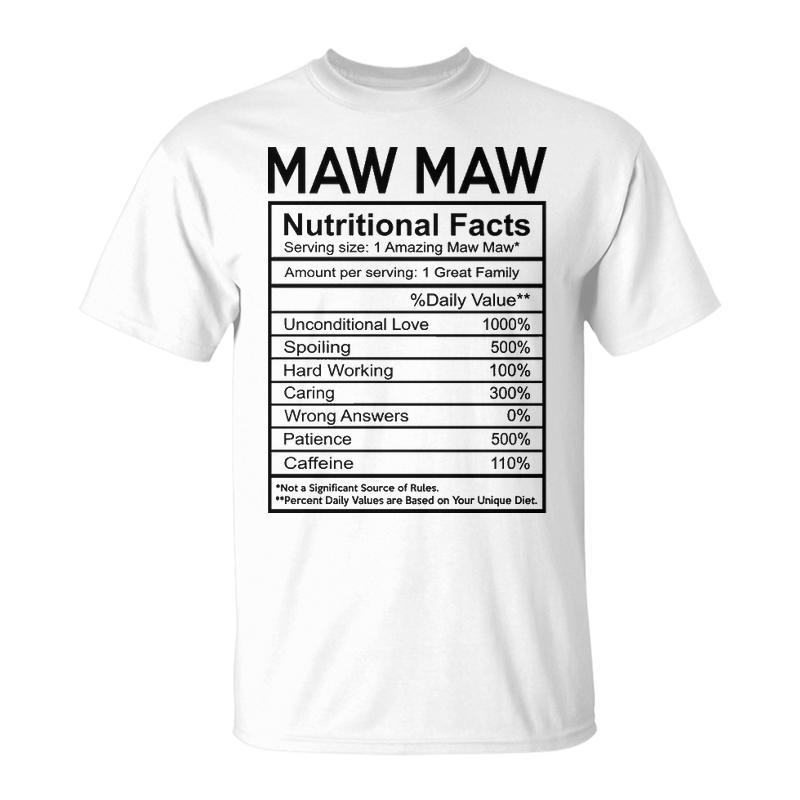 MAW MAW
Nutritional Facts
Serving size: 1 Amazing Maw Maw*
Amount per serving: 1 Great Family
%Daily Value**
Unconditional Love 1000%
Spoiling 500%
Hard Working 100%
Caring 300%
Wrong Answers 0%
Patience 500%
Caffeine 110%
*Not a Significant Source of Rules.
**Percent Daily Values are Based on Your Unique Diet.